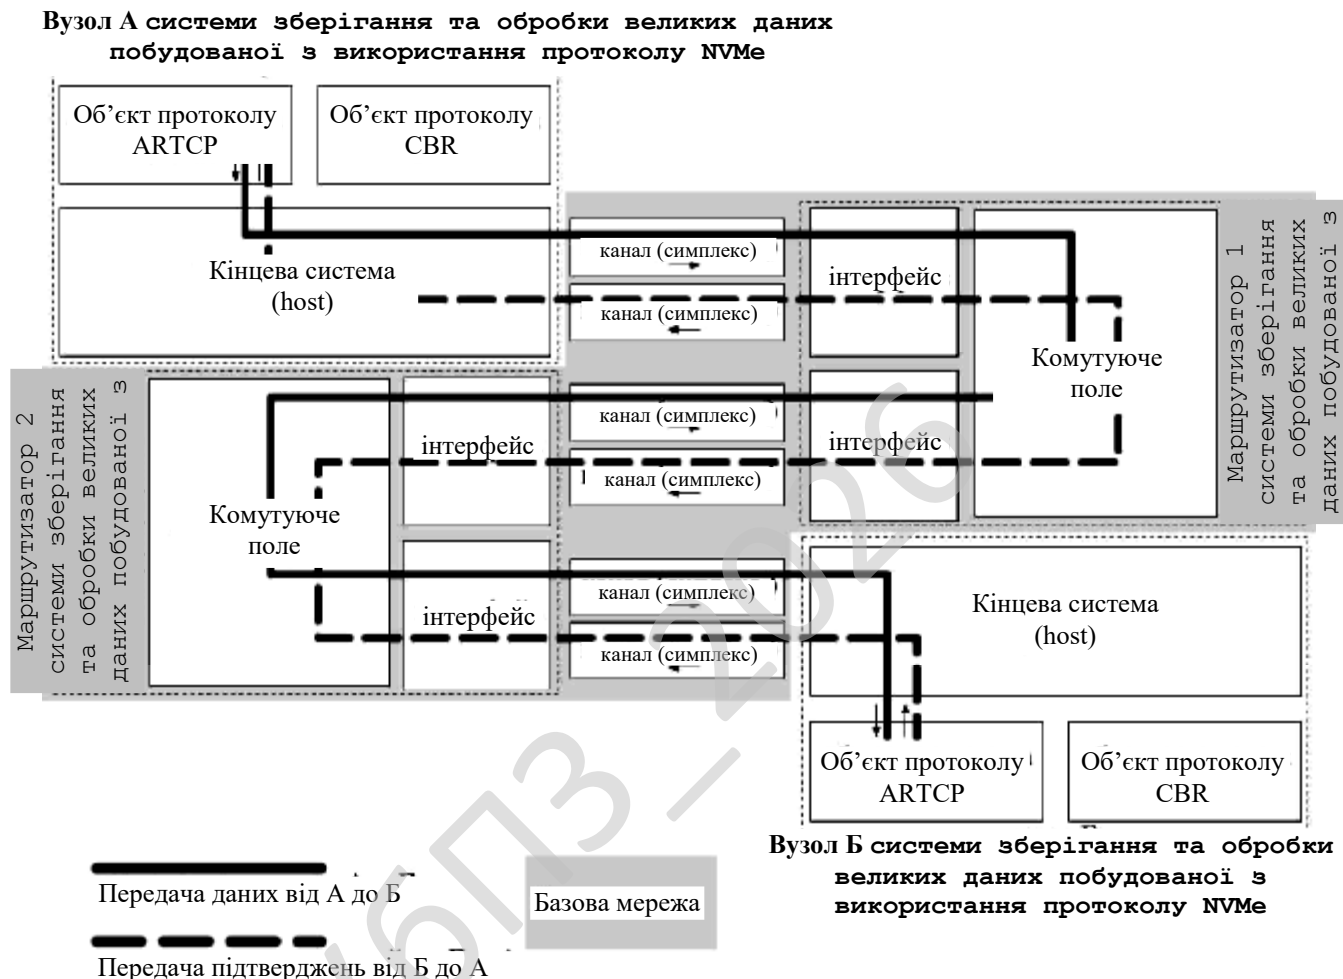 Вузол А системи зберігання та обробки великих даних
побудованої з використання протоколу NVMe
Об’єкт протоколу
ARTCP
Об’єкт протоколу
CBR
Кінцева система
(host)
канал (симплекс)
канал (симплекс)
інтерфейс
Комутуюче
поле
Маршрутизатор 1
системи зберігання
та обробки великих
даних побудованої з
канал (симплекс)
канал (симплекс)
інтерфейс
інтерфейс
Комутуюче
поле
Маршрутизатор 2
системи зберігання
та обробки великих
даних побудованої з
інтерфейс
канал (симплекс)
канал (симплекс)
Кінцева система
(host)
Об’єкт протоколу
ARTCP
Об’єкт протоколу
CBR
Вузол Б системи зберігання та обробки
великих даних побудованої з
використання протоколу NVMe
Передача даних від А до Б
Базова мережа
Передача підтверджень від Б до А